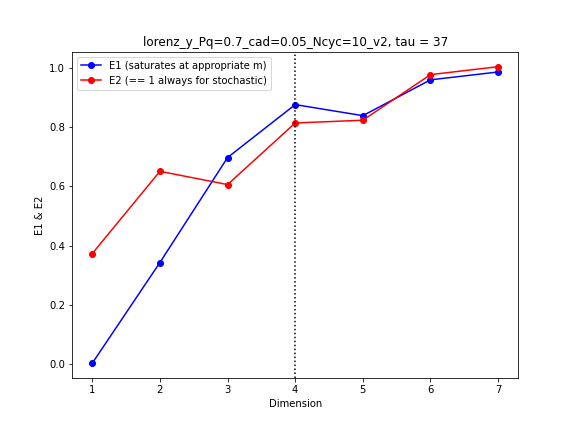 lorenz_y_Pq=0.7_cad=0.05_Ncyc=10_v2, tau = 37
E1 (saturates at appropriate m)
E2 (== 1 always for stochastic)
1.0
0.8
0.6
0.4
0.2
0.0
E1 & E2
1 2 3 4 5 6 7
Dimension